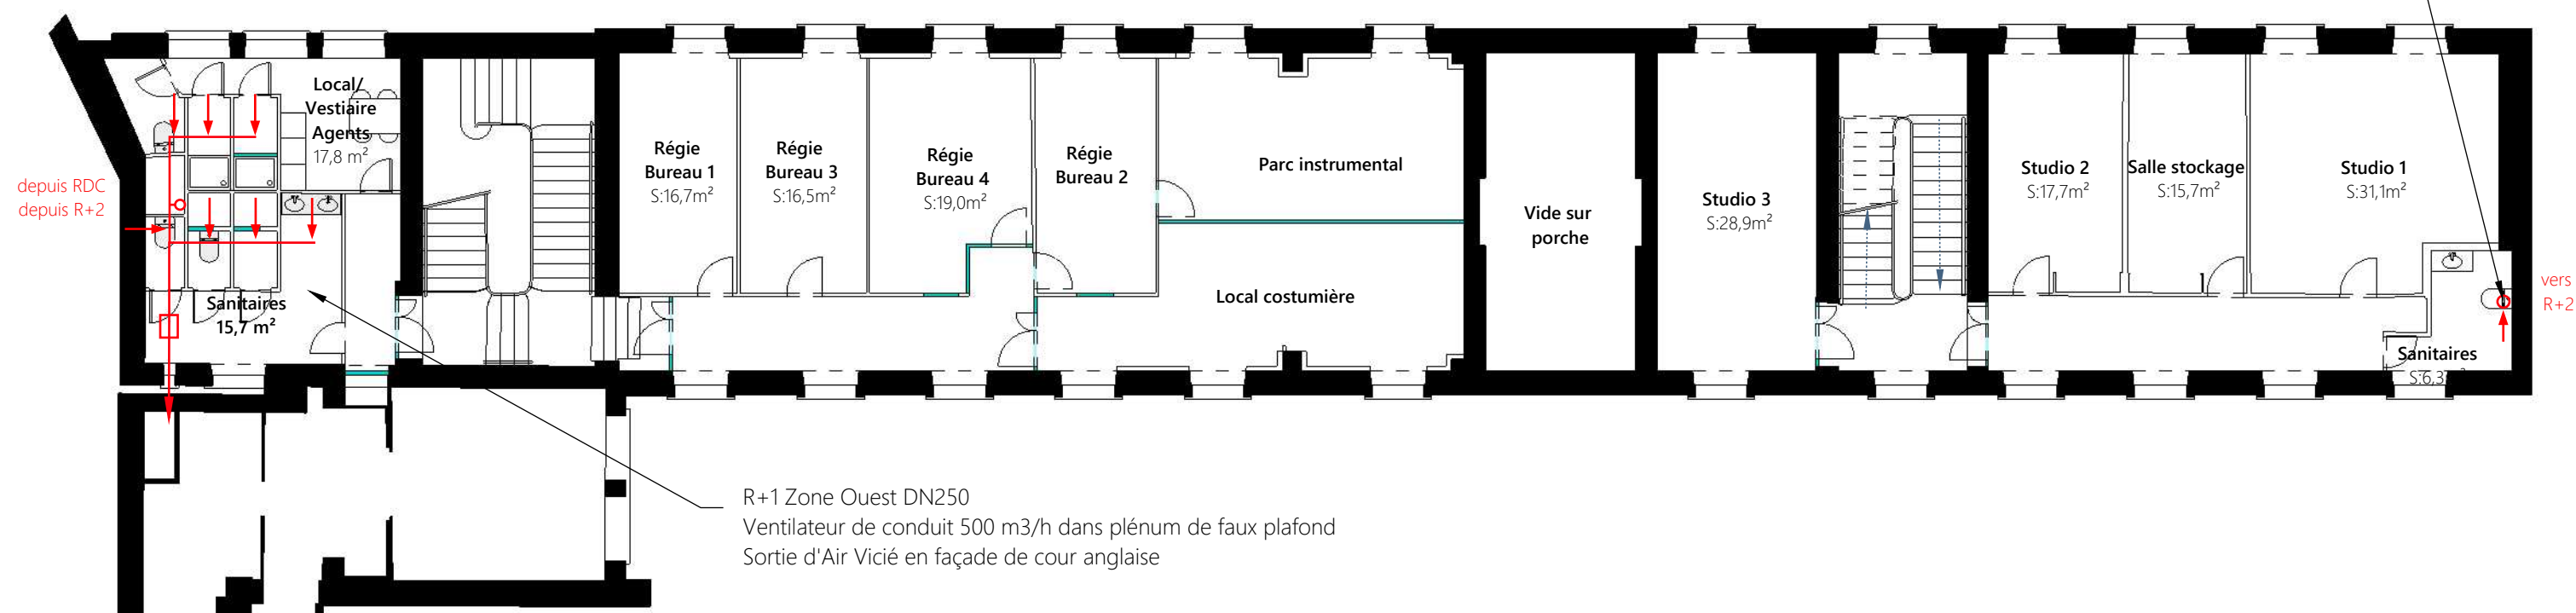 Local/
Vestiaire
Agents
17,8 m²
depuis RDC
depuis R+2
Sanitaires
15,7 m²
Régie
Bureau 1
S:16,7m²
Régie
Bureau 3
S:16,5m²
Régie
Bureau 4
S:19,0m²
Régie
Bureau 2
Parc instrumental
Local costumière
Vide sur
porche
Studio 3
S:28,9m²
Studio 2
S:17,7m²
Salle stockage
S:15,7m²
Studio 1
S:31,1m²
vers
R+2
Sanitaires
S:6,3
R+1 Zone Ouest DN250
Ventilateur de conduit 500 m3/h dans plénum de faux plafond
Sortie d'Air Vicié en façade de cour anglaise